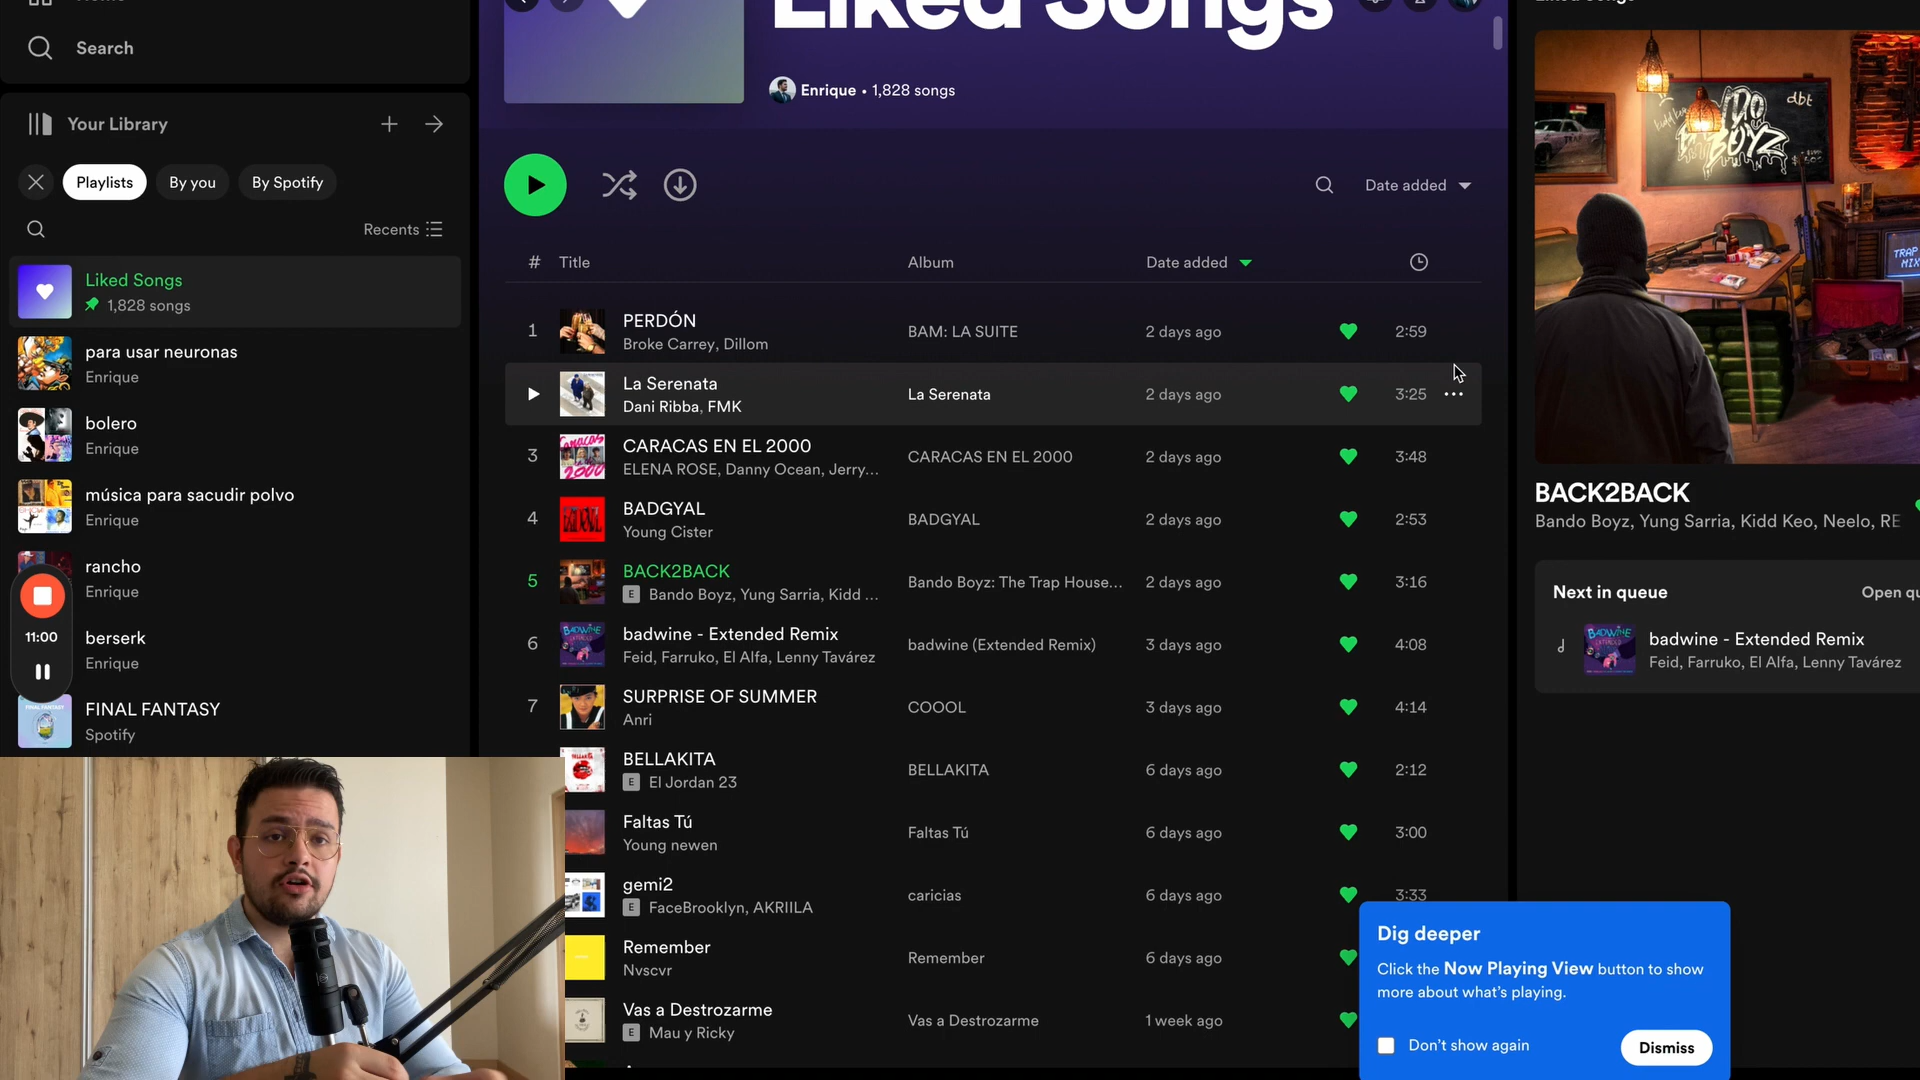 Search
Your Library
Playlists
By you
By Spotify
Recents
Liked Songs
1,828 songs
para usar neuronas
Enrique
bolero
Enrique
música para sacudir polvo
Enrique
rancho
Enrique
berserk
Enrique
FINAL FANTASY
Spotify
11:00
Liked Songs
Enrique • 1,828 songs
Date added
# Title Album Date added
1 PERDÓN BAM: LA SUITE 2 days ago 2:59
Broke Carrey, Dillom
La Serenata La Serenata 2 days ago 3:25
Dani Ribba, FMK
3 CARACAS EN EL 2000 CARACAS EN EL 2000 2 days ago 3:48
ELENA ROSE, Danny Ocean, Jerry...
4 BADGYAL BADGYAL 2 days ago 2:53
Young Cister
5 BACK2BACK Bando Boyz: The Trap House... 2 days ago 3:16
E Bando Boyz, Yung Sarria, Kidd ...
6 badwine - Extended Remix badwine (Extended Remix) 3 days ago 4:08
Feid, Farruko, El Alfa, Lenny Tavárez
7 SURPRISE OF SUMMER COOOL 3 days ago 4:14
Anri
BELLAKITA BELLAKITA 6 days ago 2:12
E El Jordan 23
Faltas Tú Faltas Tú 6 days ago 3:00
Young newen
gemi2 caricias 6 days ago 3:33
E FaceBrooklyn, AKRIILA
Remember Remember 6 days ago
Nvscvr
Vas a Destrozarme Vas a Destrozarme 1 week ago
E Mau y Ricky
dbt
BOYZ
TRAP
MIX
BACK2BACK
Bando Boyz, Yung Sarria, Kidd Keo, Neelo, RE
Next in queue
Open qu
badwine - Extended Remix
Feid, Farruko, El Alfa, Lenny Tavárez
Dig deeper
Click the Now Playing View button to show
more about what's playing.
Don't show again
Dismiss